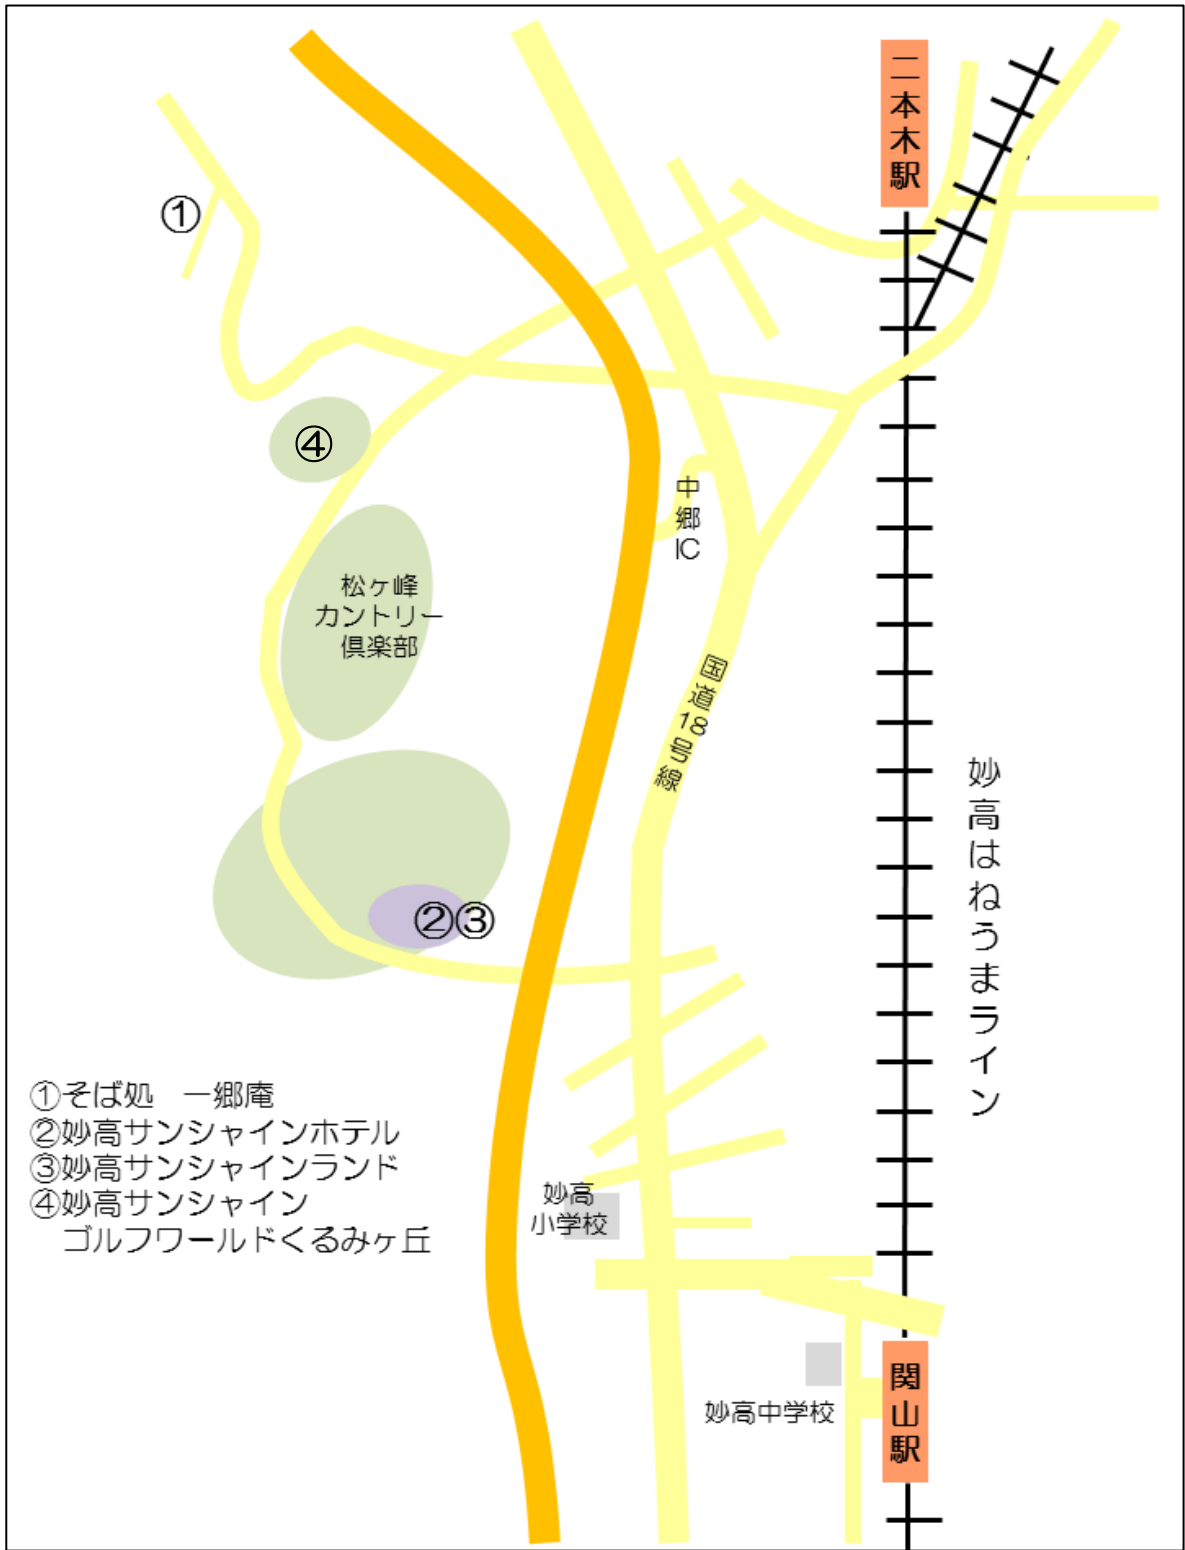 二本木駅
①
④
中郷IC
松ヶ峰
カントリー
倶楽部
国道18号線
妙高はねうまライン
②③
①そば処　一郷庵
②妙高サンシャインホテル
③妙高サンシャインランド
④妙高サンシャイン
ゴルフワールドくるみヶ丘
妙高
小学校
関山駅
妙高中学校